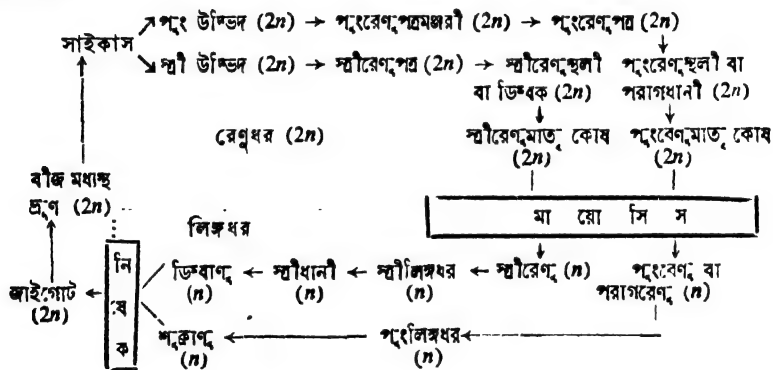 পুং উদ্ভিদ (2n) → পুংরেণুপত্রমঞ্জরী (2n) → পুংরেণুপত্র (2n)
সাইকাস
স্ত্রী উদ্ভিদ (2n) → স্ত্রীরেণুপত্র (2n) → স্ত্রীরেণুস্থলী পুংরেণুস্থলী বা
বা ডিম্বক (2n) পরাগধানী (2n)
রেণুধর (2n) স্ত্রীরেণুমাতৃ কোষ পুংরেণুমাতৃ কোষ
(2n) (2n)
বীজ মধ্যস্থ
ভ্রূণ (2n)
মা য়ো সি স
লিঙ্গধর
ডিম্বাণু ← স্ত্রীধানী ← স্ত্রীলিঙ্গধর ← স্ত্রীরেণু (n) পুংরেণু বা
(n) (n) (n) পরাগরেণু (n)
জাইগোট
(2n)
নি
ষে
ক
শুক্রাণু ← পুংলিঙ্গধর
(n) (n)